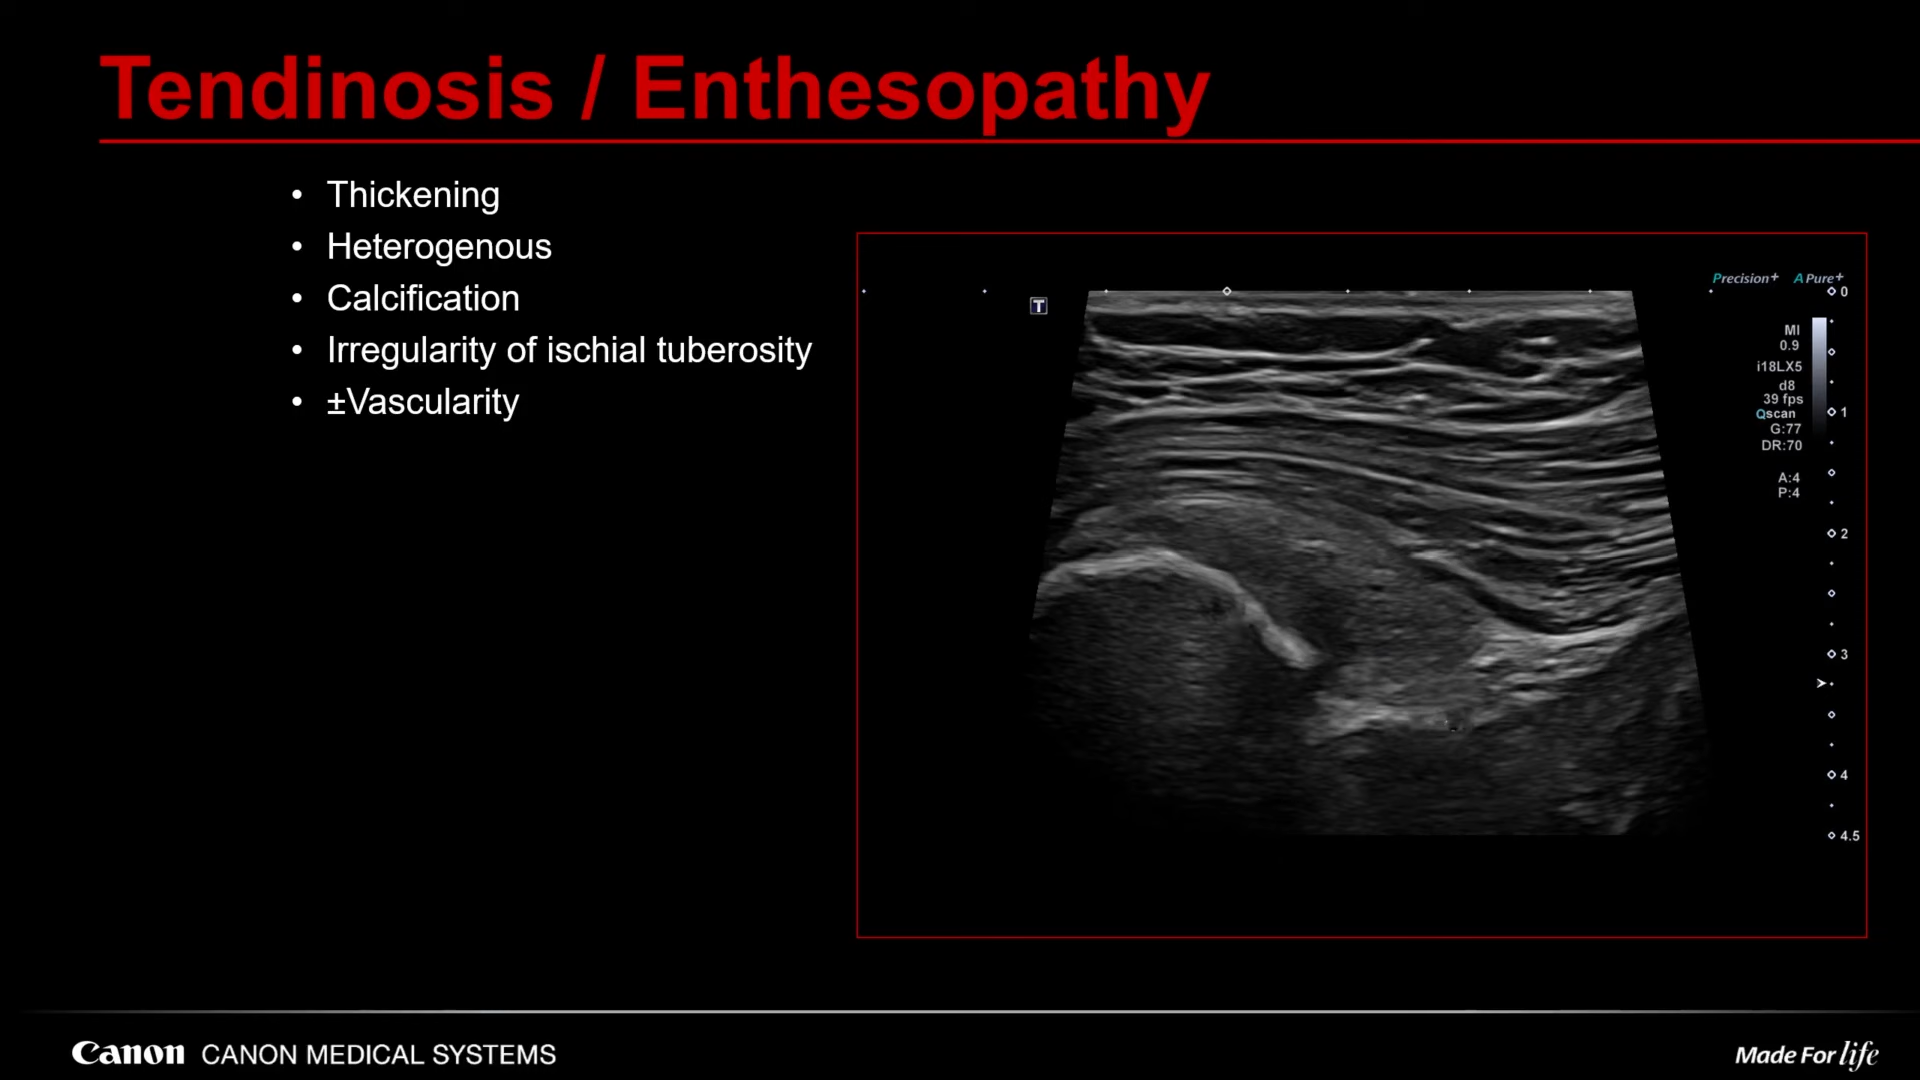 Tendinosis / Enthesopathy
• Thickening
• Heterogenous
• Calcification
• Irregularity of ischial tuberosity
• ±Vascularity
Precision+ A Pure+
T
0
MI
0.9
i18LX5
d8
39 fps
Qscan
1
G:77
DR:70
A:4
P:4
2
3
4
4.5
Canon CANON MEDICAL SYSTEMS
Made For life